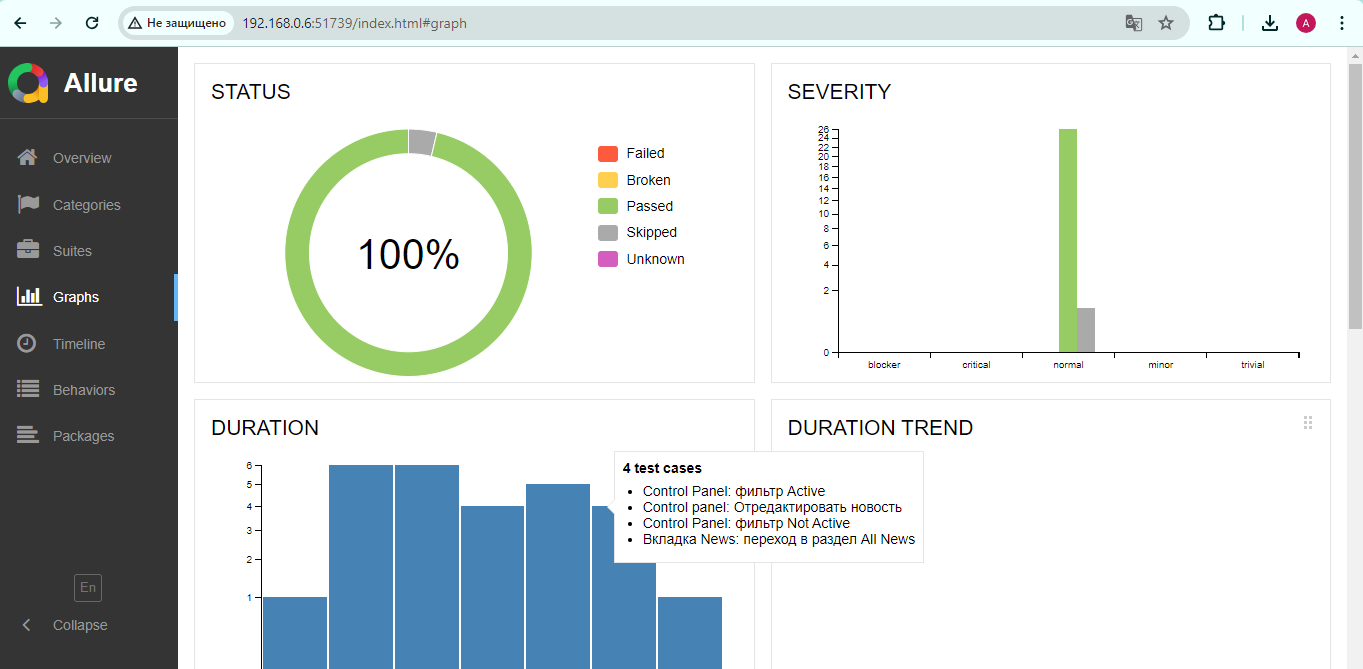 Не защищено
192.168.0.6:51739/index.html#graph
A
Allure
Overview
Categories
Suites
Graphs
Timeline
Behaviors
Packages
En
Collapse
STATUS
100%
Failed
Broken
Passed
Skipped
Unknown
SEVERITY
26
24
22
20
18
16
14
12
10
8
6
4
2
0
blocker critical normal minor trivial
DURATION
6
5
4
3
2
1
DURATION TREND
4 test cases
Control Panel: фильтр Active
Control panel: Отредактировать новость
Control Panel: фильтр Not Active
Вкладка News: переход в раздел All News